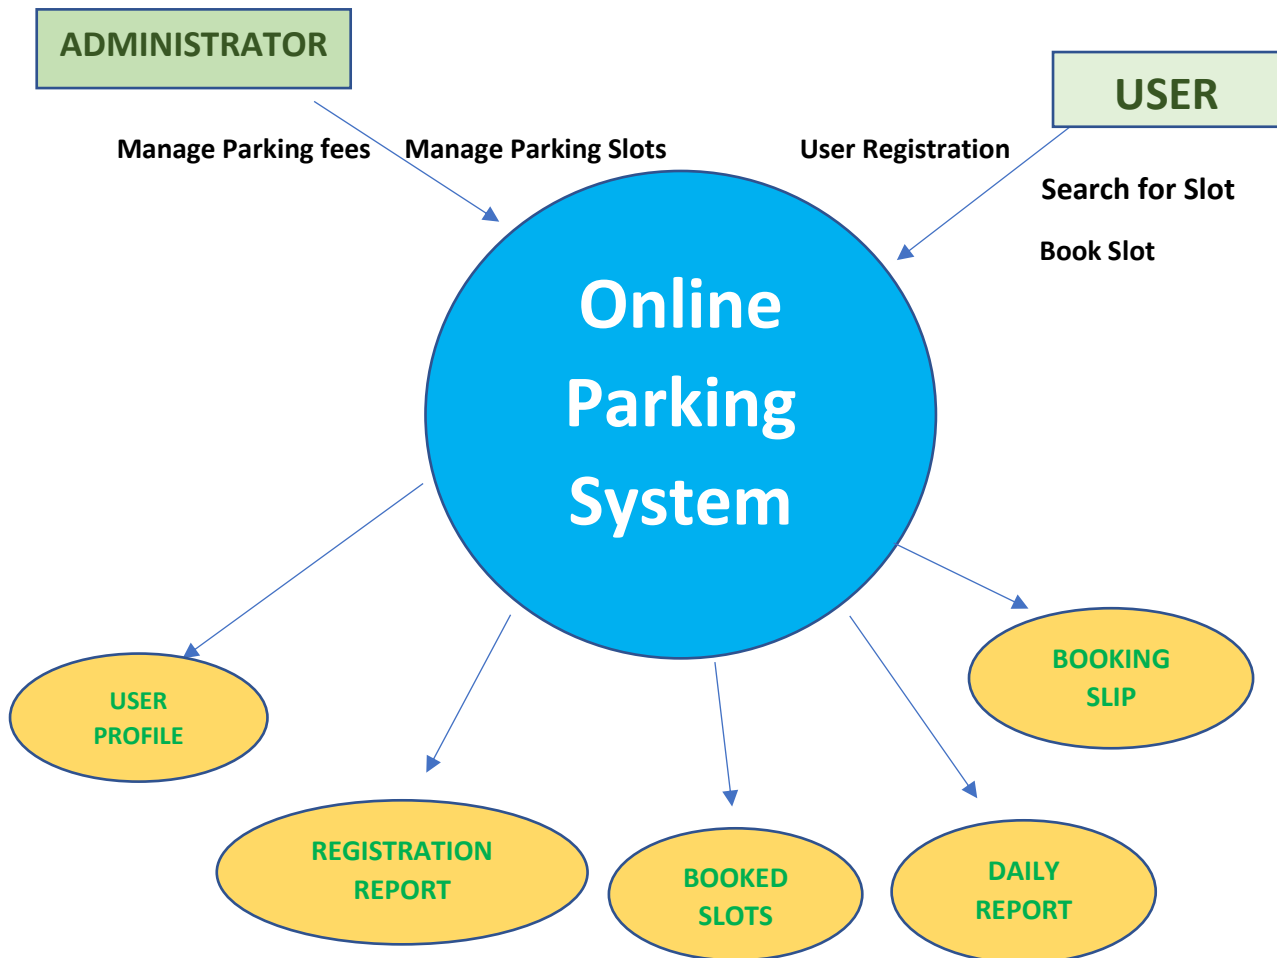 ADMINISTRATOR
USER
Manage Parking fees
Manage Parking Slots
User Registration
Search for Slot
Book Slot
Online
Parking
System
BOOKING
SLIP
USER
PROFILE
REGISTRATION
REPORT
BOOKED
SLOTS
DAILY
REPORT